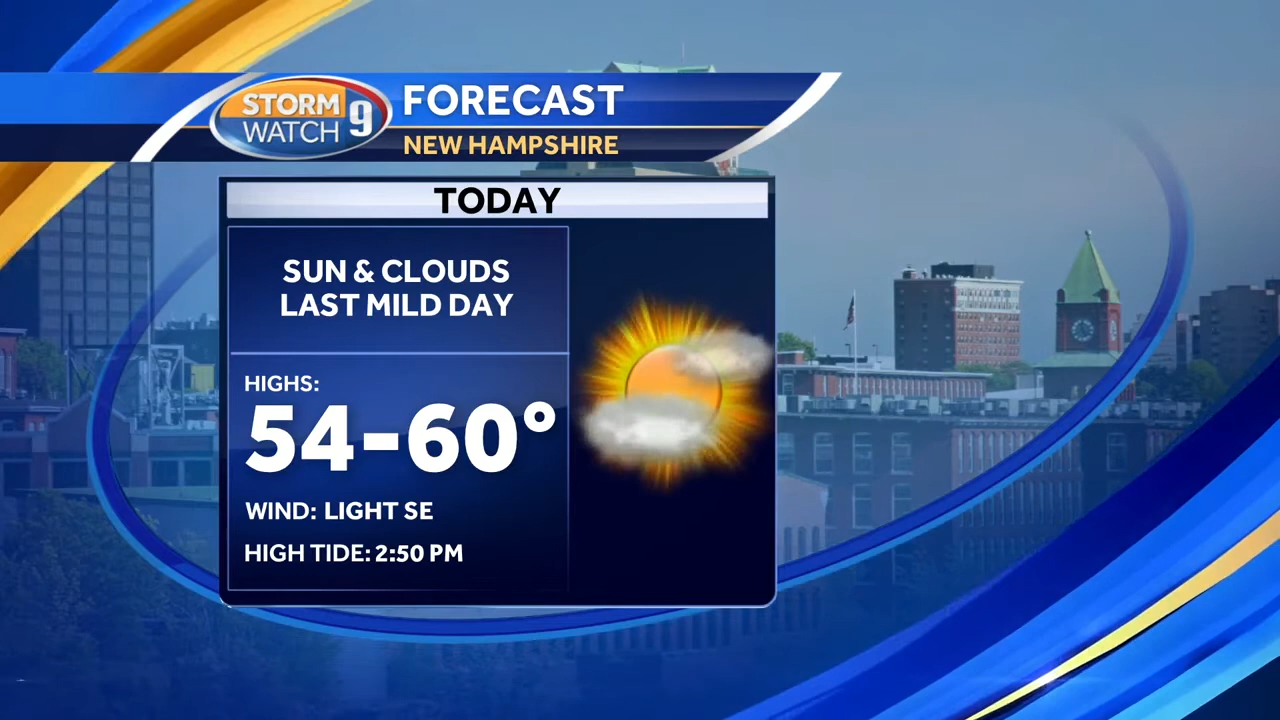 STORM
WATCH 9
FORECAST
NEW HAMPSHIRE
TODAY
SUN & CLOUDS
LAST MILD DAY
HIGHS:
54-60°
WIND: LIGHT SE
HIGH TIDE: 2:50 PM